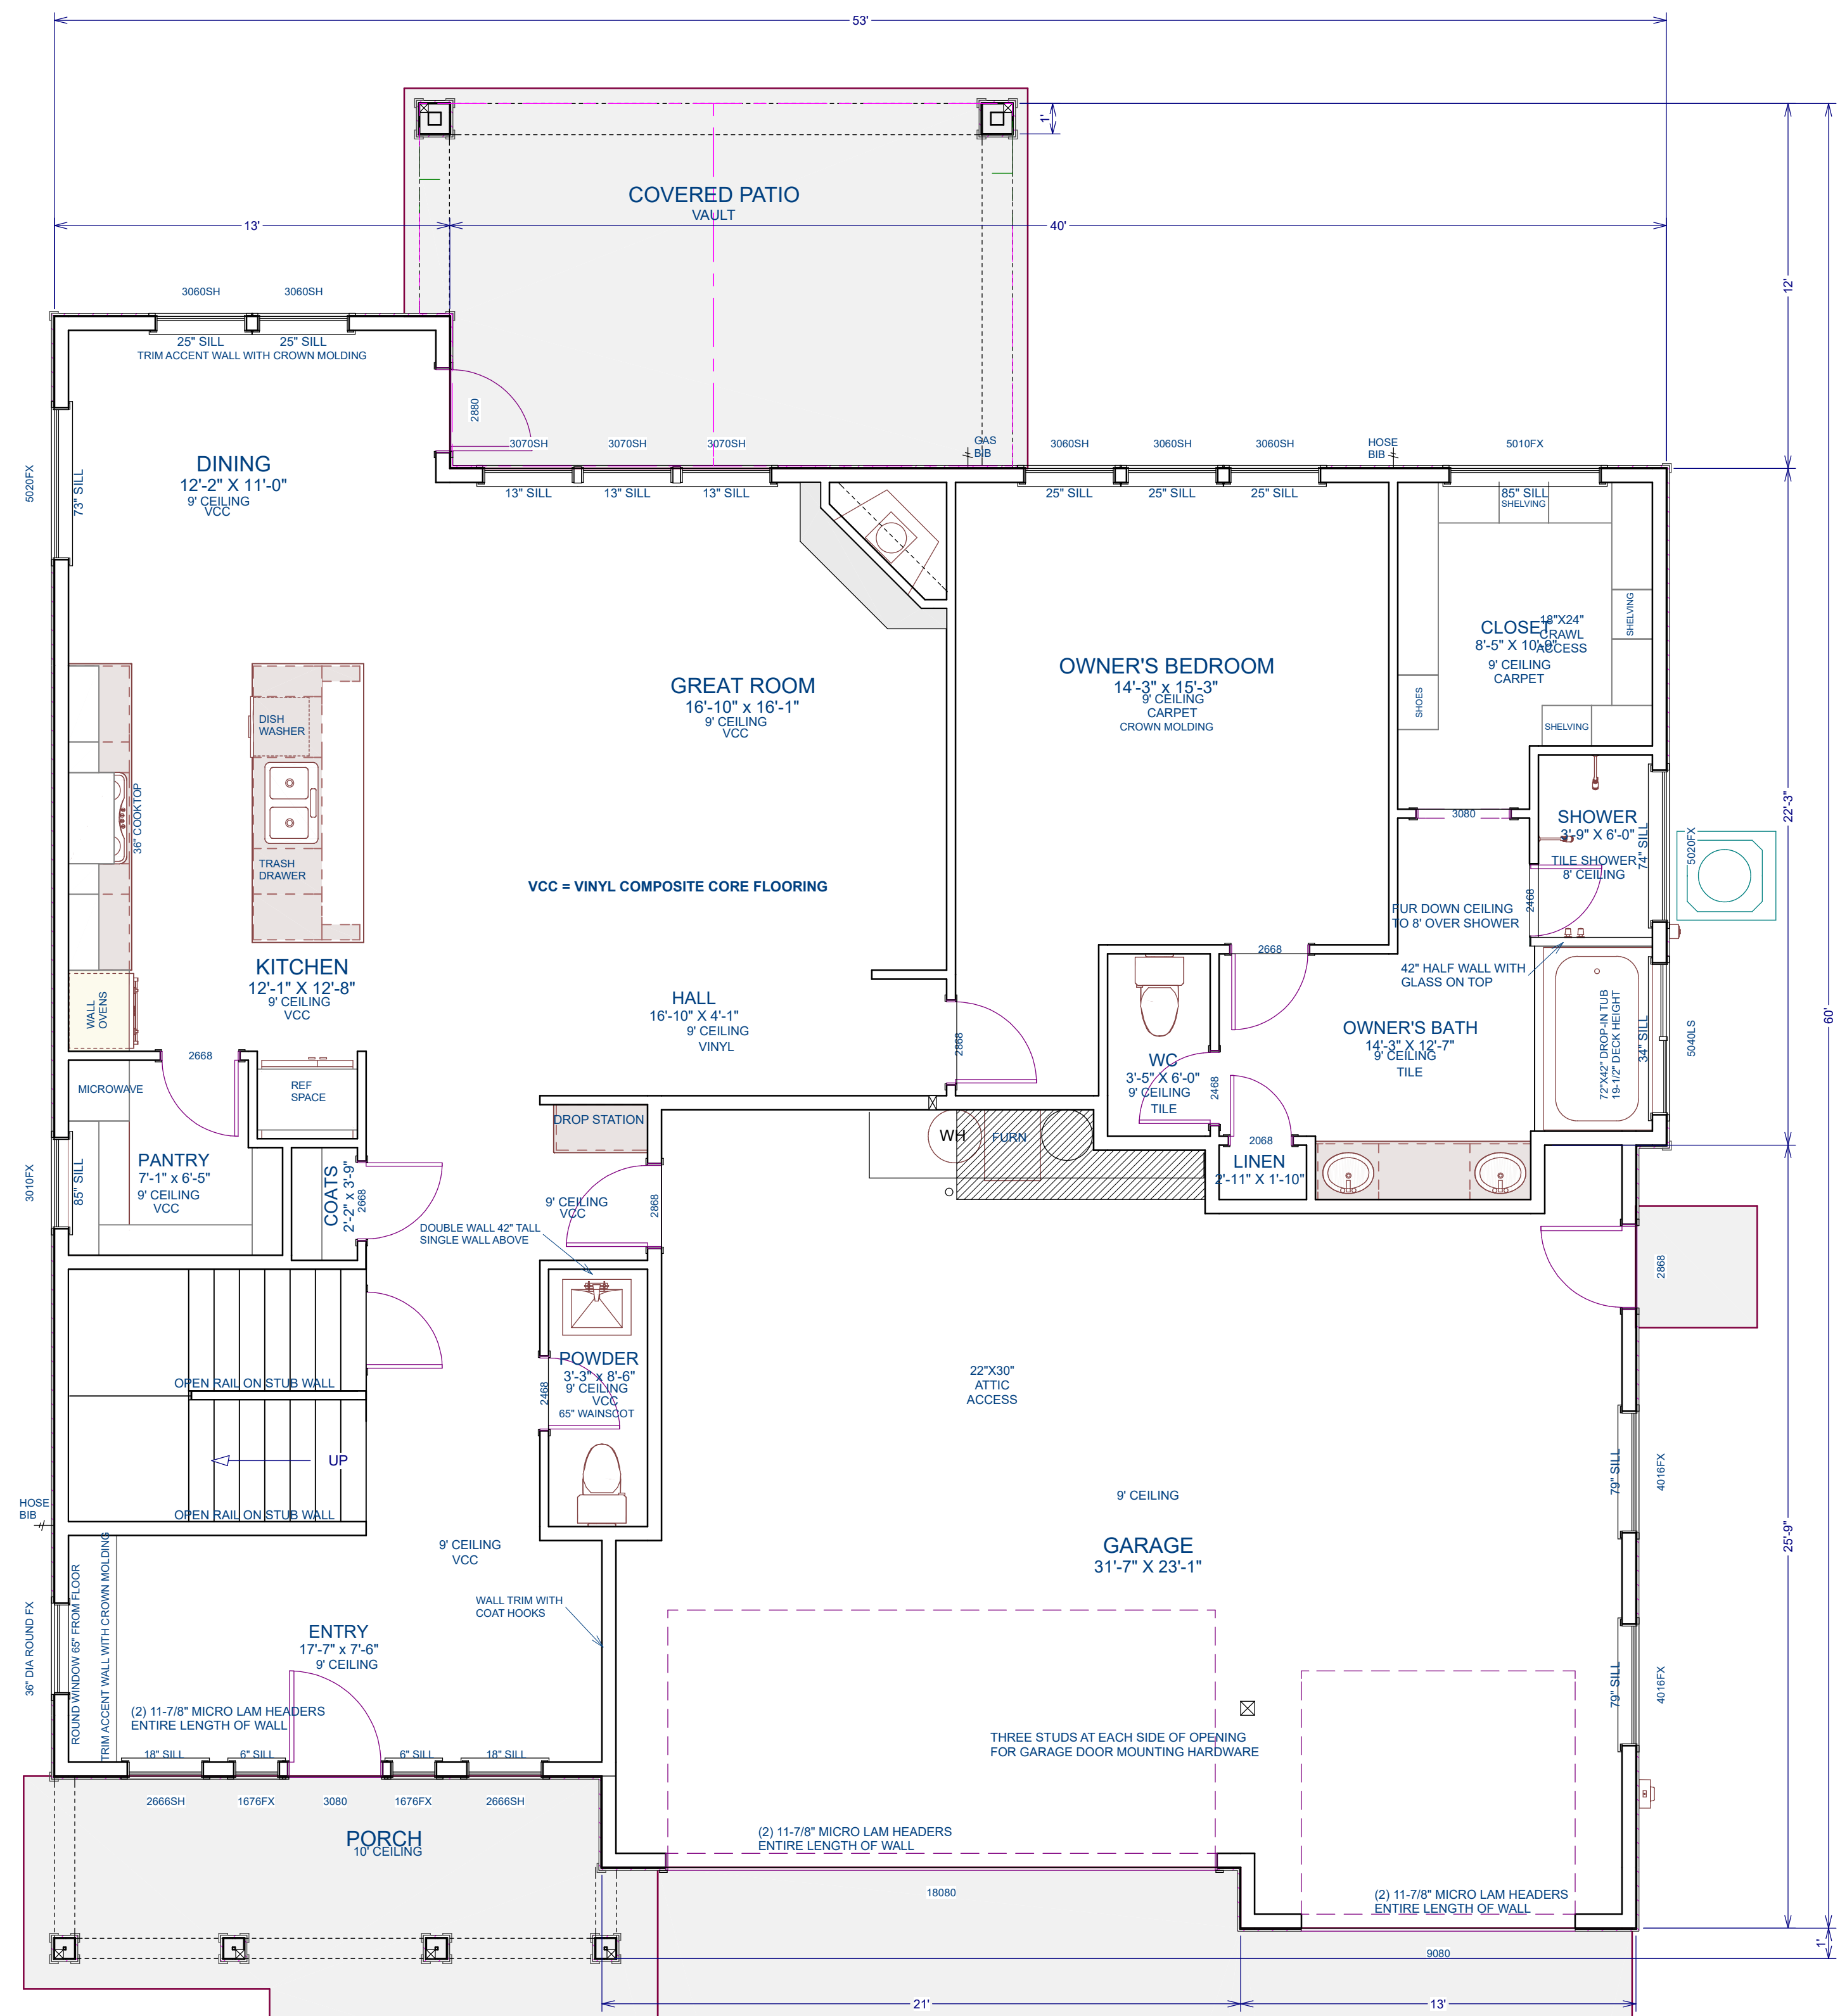 53'
1'
COVERED PATIO
VAULT
13'
40'
12'
3060SH
3060SH
25" SILL
25" SILL
TRIM ACCENT WALL WITH CROWN MOLDING
2880
3070SH
3070SH
3070SH
GAS
BIB
3060SH
3060SH
3060SH
HOSE
BIB
5010FX
5020FX
73" SILL
DINING
12'-2" X 11'-0"
9' CEILING
VCC
13" SILL
13" SILL
13" SILL
25" SILL
25" SILL
25" SILL
85" SILL
SHELVING
SHELVING
CLOSET
8'-5" X 10'-9"
9' CEILING
CARPET
18"X24"
CRAWL
ACCESS
SHOES
SHELVING
OWNER'S BEDROOM
14'-3" x 15'-3"
9' CEILING
CARPET
CROWN MOLDING
GREAT ROOM
16'-10" x 16'-1"
9' CEILING
VCC
DISH
WASHER
36" COOKTOP
TRASH
DRAWER
VCC = VINYL COMPOSITE CORE FLOORING
3080
SHOWER
3'-9" X 6'-0"
TILE SHOWER
8' CEILING
74" SILL
5020FX
22'-3"
2468
FUR DOWN CEILING
TO 8' OVER SHOWER
KITCHEN
12'-1" X 12'-8"
9' CEILING
VCC
WALL
OVENS
HALL
16'-10" X 4'-1"
9' CEILING
VINYL
2868
2668
42" HALF WALL WITH
GLASS ON TOP
OWNER'S BATH
14'-3" X 12'-7"
9' CEILING
TILE
72"X42" DROP-IN TUB
19-1/2" DECK HEIGHT
34" SILL
5040LS
60'
WC
3'-5" X 6'-0"
9' CEILING
TILE
2468
2668
MICROWAVE
REF
SPACE
DROP STATION
WH
FURN
2068
LINEN
2'-11" X 1'-10"
PANTRY
7'-1" x 6'-5"
9' CEILING
VCC
3010FX
85" SILL
COATS
2'-2" x 3'-9"
2668
9' CEILING
VCC
2868
DOUBLE WALL 42" TALL
SINGLE WALL ABOVE
2868
POWDER
3'-3" x 8'-6"
9' CEILING
VCC
65" WAINSCOT
2468
OPEN RAIL ON STUB WALL
UP
OPEN RAIL ON STUB WALL
22"X30"
ATTIC
ACCESS
79" SILL
4016FX
HOSE
BIB
9' CEILING
VCC
9' CEILING
GARAGE
31'-7" X 23'-1"
25'-9"
WALL TRIM WITH
COAT HOOKS
36" DIA ROUND FX
ROUND WINDOW 65" FROM FLOOR
TRIM ACCENT WALL WITH CROWN MOLDING
ENTRY
17'-7" x 7'-6"
9' CEILING
79" SILL
4016FX
(2) 11-7/8" MICRO LAM HEADERS
ENTIRE LENGTH OF WALL
THREE STUDS AT EACH SIDE OF OPENING
FOR GARAGE DOOR MOUNTING HARDWARE
18" SILL
6" SILL
6" SILL
18" SILL
2666SH
1676FX
3080
1676FX
2666SH
PORCH
10' CEILING
(2) 11-7/8" MICRO LAM HEADERS
ENTIRE LENGTH OF WALL
18080
(2) 11-7/8" MICRO LAM HEADERS
ENTIRE LENGTH OF WALL
9080
1'
21'
13'